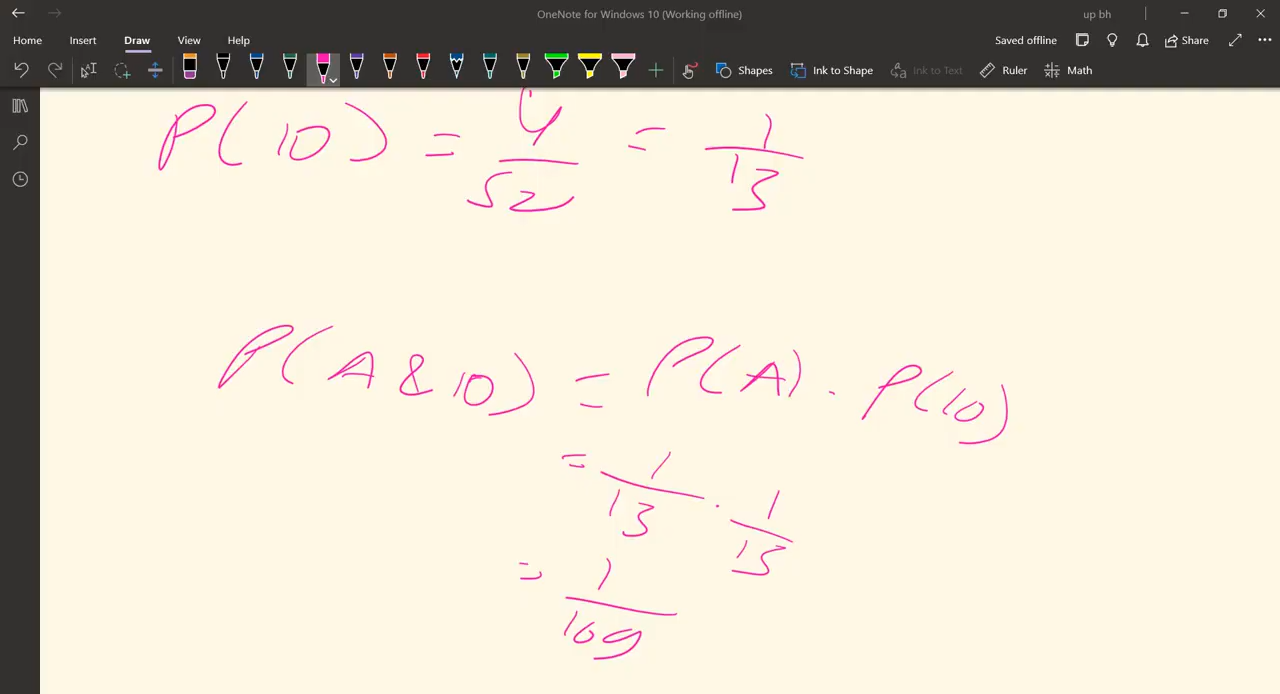 OneNote for Windows 10 (Working offline)
up bh
Home Insert Draw View Help
Saved offline
Share
Shapes
Ink to Shape
Ink to Text
Ruler
Math
P(10) = 4/52 = 1/13
P(A & 10) = P(A) . P(10)
= 1/13 . 1/13
= 1/169